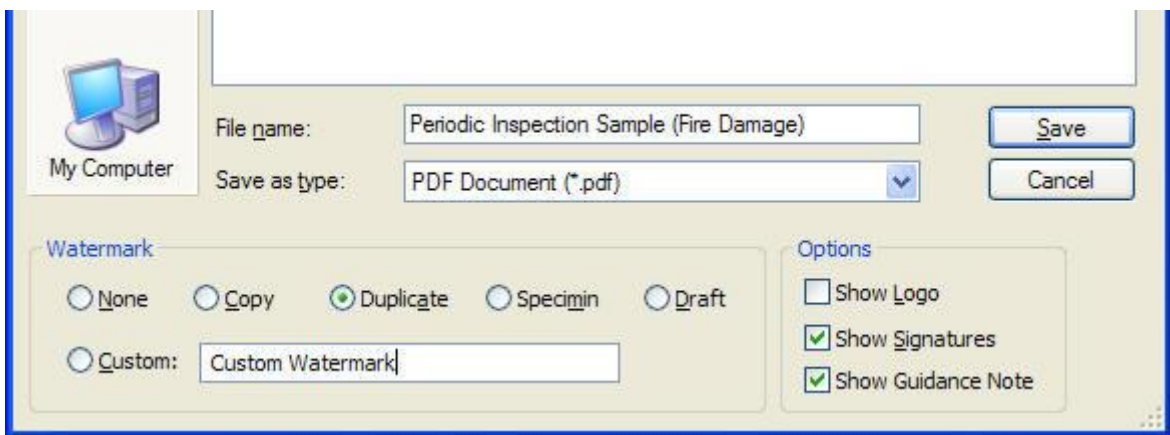 My Computer
File name:
Periodic Inspection Sample (Fire Damage)
Save
Save as type:
PDF Document (*.pdf)
Cancel
Watermark
None
Copy
Duplicate
Specimin
Draft
Custom:
Custom Watermark
Options
Show Logo
Show Signatures
Show Guidance Note